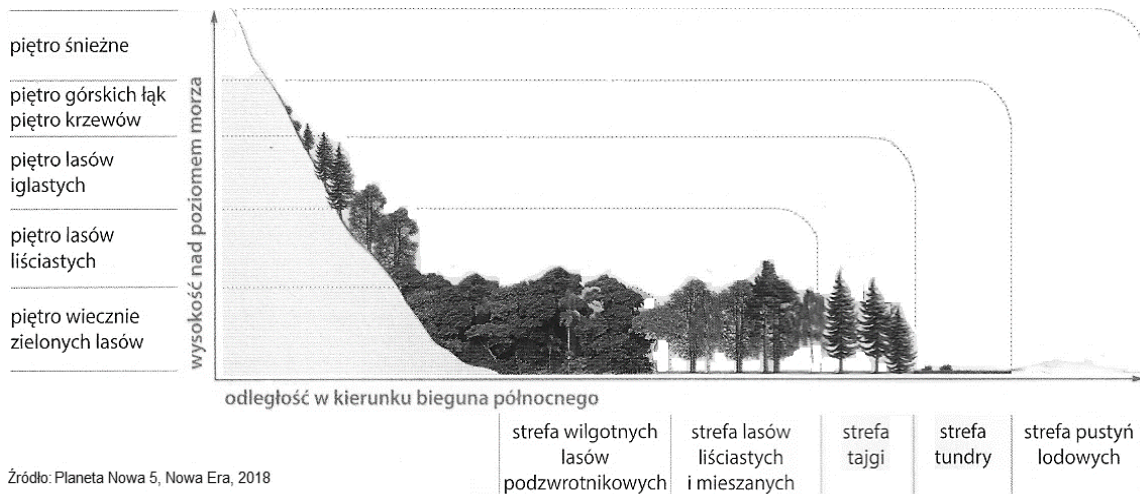 piętro śnieżne
piętro górskich łąk
piętro krzewów
piętro lasów
iglastych
piętro lasów
liściastych
piętro wiecznie
zielonych lasów
wysokość nad poziomem morza
odległość w kierunku bieguna północnego
strefa wilgotnych
lasów
podzwrotnikowych
strefa lasów
liściastych
i mieszanych
strefa
tajgi
strefa
tundry
strefa pustyń
lodowych
Źródło: Planeta Nowa 5, Nowa Era, 2018